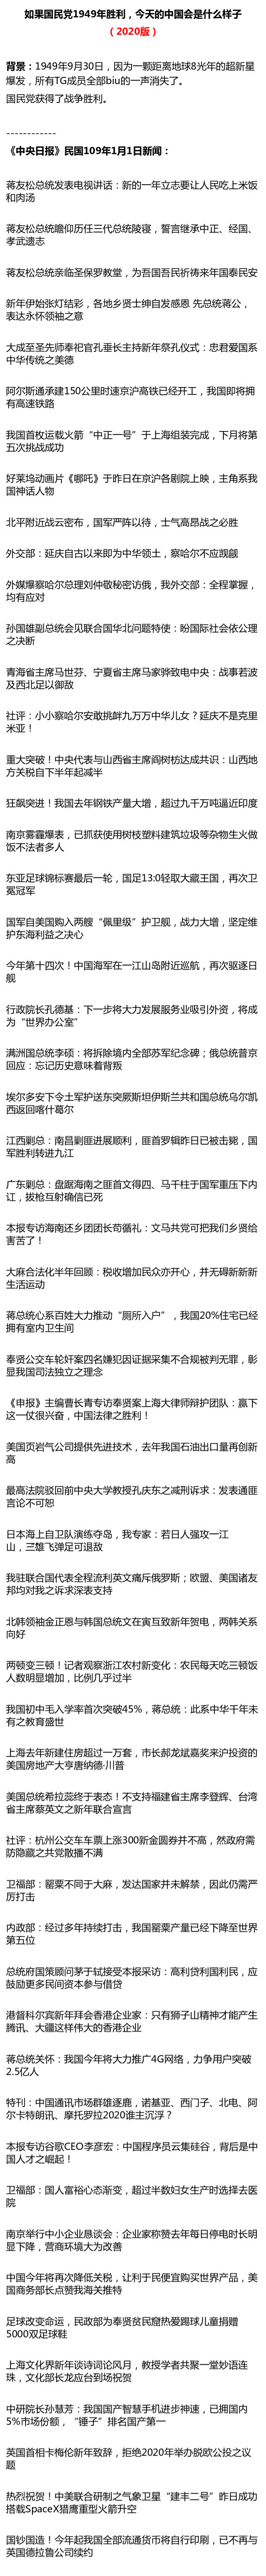 如果国民党1949年胜利，今天的中国会是什么样子
（2020版）
背景：1949年9月30日，因为一颗距离地球8光年的超新星
爆发，所有TG成员全部biu的一声消失了。
国民党获得了战争胜利。
------------
《中央日报》民国109年1月1日新闻：
蒋友松总统发表电视讲话：新的一年立志要让人民吃上米饭
和肉汤
蒋友松总统瞻仰历任三代总统陵寝，誓言继承中正、经国、
孝武遗志
蒋友松总统亲临圣保罗教堂，为吾国吾民祈祷来年国泰民安
新年伊始张灯结彩，各地乡贤士绅自发感恩 先总统蒋公，
表达永怀领袖之意
大成至圣先师奉祀官孔垂长主持新年祭孔仪式：忠君爱国系
中华传统之美德
阿尔斯通承建150公里时速京沪高铁已经开工，我国即将拥
有高速铁路
我国首枚运载火箭“中正一号”于上海组装完成，下月将第
五次挑战成功
好莱坞动画片《哪吒》于昨日在京沪各剧院上映，主角系我
国神话人物
北平附近战云密布，国军严阵以待，士气高昂战之必胜
外交部：延庆自古以来即为中华领土，察哈尔不应觊觎
外媒爆察哈尔总理刘仲敬秘密访俄，我外交部：全程掌握，
均有应对
孙国雄副总统会见联合国华北问题特使：盼国际社会依公理
之决断
青海省主席马世芬、宁夏省主席马家骅致电中央：战事若波
及西北足以御敌
社评：小小察哈尔安敢挑衅九万万中华儿女？延庆不是克里
米亚！
重大突破！中央代表与山西省主席阎树枋达成共识：山西地
方关税自下半年起减半
狂飙突进！我国去年钢铁产量大增，超过九千万吨逼近印度
南京雾霾爆表，已抓获使用树枝塑料建筑垃圾等杂物生火做
饭不法者多人
东亚足球锦标赛最后一轮，国足13:0轻取大藏王国，再次卫
冕冠军
国军自美国购入两艘“佩里级”护卫舰，战力大增，坚定维
护东海利益之决心
今年第十四次！中国海军在一江山岛附近巡航，再次驱逐日
舰
行政院长孔德基：下一步将大力发展服务业吸引外资，将成
为“世界办公室”
满洲国总统李硕：将拆除境内全部苏军纪念碑；俄总统普京
回应：忘记历史意味着背叛
埃尔多安下令土军护送东突厥斯坦伊斯兰共和国总统乌尔凯
西返回喀什葛尔
江西剿总：南昌剿匪进展顺利，匪首罗辑昨日已被击毙，国
军胜利转进九江
广东剿总：盘踞海南之匪首文得四、马千柱于国军重压下内
讧，拔枪互射确信已死
本报专访海南还乡团团长苟循礼：文马共党可把我们乡贤给
害苦了！
大麻合法化半年回顾：税收增加民众亦开心，并无碍新新新
生活运动
蒋总统心系百姓大力推动“厕所入户”，我国20%住宅已经
拥有室内卫生间
奉贤公交车轮奸案四名嫌犯因证据采集不合规被判无罪，彰
显我国司法独立之理念
《申报》主编曹长青专访奉贤案上海大律师辩护团队：赢下
这一仗很兴奋，中国法律之胜利！
美国页岩气公司提供先进技术，去年我国石油出口量再创新
高
最高法院驳回前中央大学教授孔庆东之减刑诉求：发表通匪
言论不可恕
日本海上自卫队演练夺岛，我专家：若日人强攻一江
山，三雄飞弹足可退敌
我驻联合国代表全程流利英文痛斥俄罗斯；欧盟、美国诸友
邦均对我之诉求深表支持
北韩领袖金正恩与韩国总统文在寅互致新年贺电，两韩关系
向好
两顿变三顿！记者观察浙江农村新变化：农民每天吃三顿饭
人数明显增加，比例几乎过半
我国初中毛入学率首次突破45%，蒋总统：此系中华千年未
有之教育盛世
上海去年新建住房超过一万套，市长郝龙斌嘉奖来沪投资的
美国房地产大亨唐纳德·川普
美国总统希拉蕊终于表态！不支持福建省主席李登辉、台湾
省主席蔡英文之新年联合宣言
社评：杭州公交车车票上涨300新金圆券并不高，然政府需
防隐藏之共党散播不满
卫福部：罂粟不同于大麻，发达国家并未解禁，因此仍需严
厉打击
内政部：经过多年持续打击，我国罂粟产量已经下降至世界
第五位
总统府国策顾问茅于轼接受本报采访：高利贷利国利民，应
鼓励更多民间资本参与借贷
港督科尔宾新年拜会香港企业家：只有狮子山精神才能产生
腾讯、大疆这样伟大的香港企业
蒋总统关怀：我国今年将大力推广4G网络，力争用户突破
2.5亿人
特刊：中国通讯市场群雄逐鹿，诺基亚、西门子、北电、阿
尔卡特朗讯、摩托罗拉2020谁主沉浮？
本报专访谷歌CEO李彦宏：中国程序员云集硅谷，背后是中
国人才之崛起！
卫福部：国人富裕心态渐变，超过半数妇女生产时选择去医
院
南京举行中小企业恳谈会：企业家称赞去年每日停电时长明
显下降，营商环境大为改善
中国今年将再次降低关税，让利于民便宜购买世界产品，美
国商务部长点赞我海关推特
足球改变命运，民政部为奉贤贫民窟热爱踢球儿童捐赠
5000双足球鞋
上海文化界新年谈诗词论风月，教授学者共聚一堂妙语连
珠，文化部长龙应台到场祝贺
中研院长孙慧芳：我国国产智慧手机进步神速，已拥国内
5%市场份额，“锤子”排名国产第一
英国首相卡梅伦新年致辞，拒绝2020年举办脱欧公投之议
题
热烈祝贺！中美联合研制之气象卫星“建丰二号”昨日成功
搭载SpaceX猎鹰重型火箭升空
国钞国造！今年起我国全部流通货币将自行印刷，已不再与
英国德拉鲁公司续约